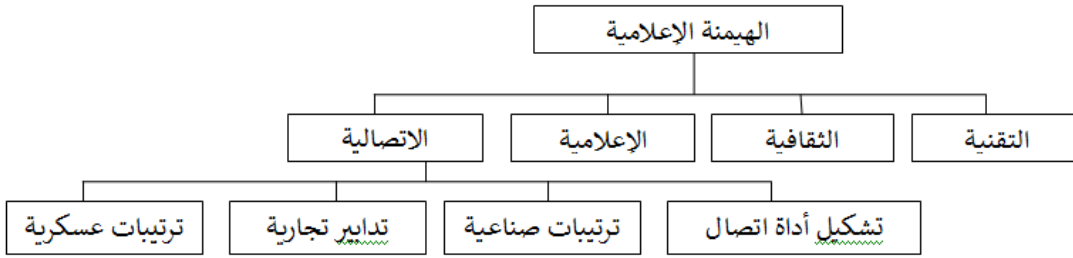 الهيمنة الإعلامية
التقنية
الثقافية
الإعلامية
الاتصالية
تشكيل أداة اتصال
ترتيبات صناعية
تدابير تجارية
ترتيبات عسكرية